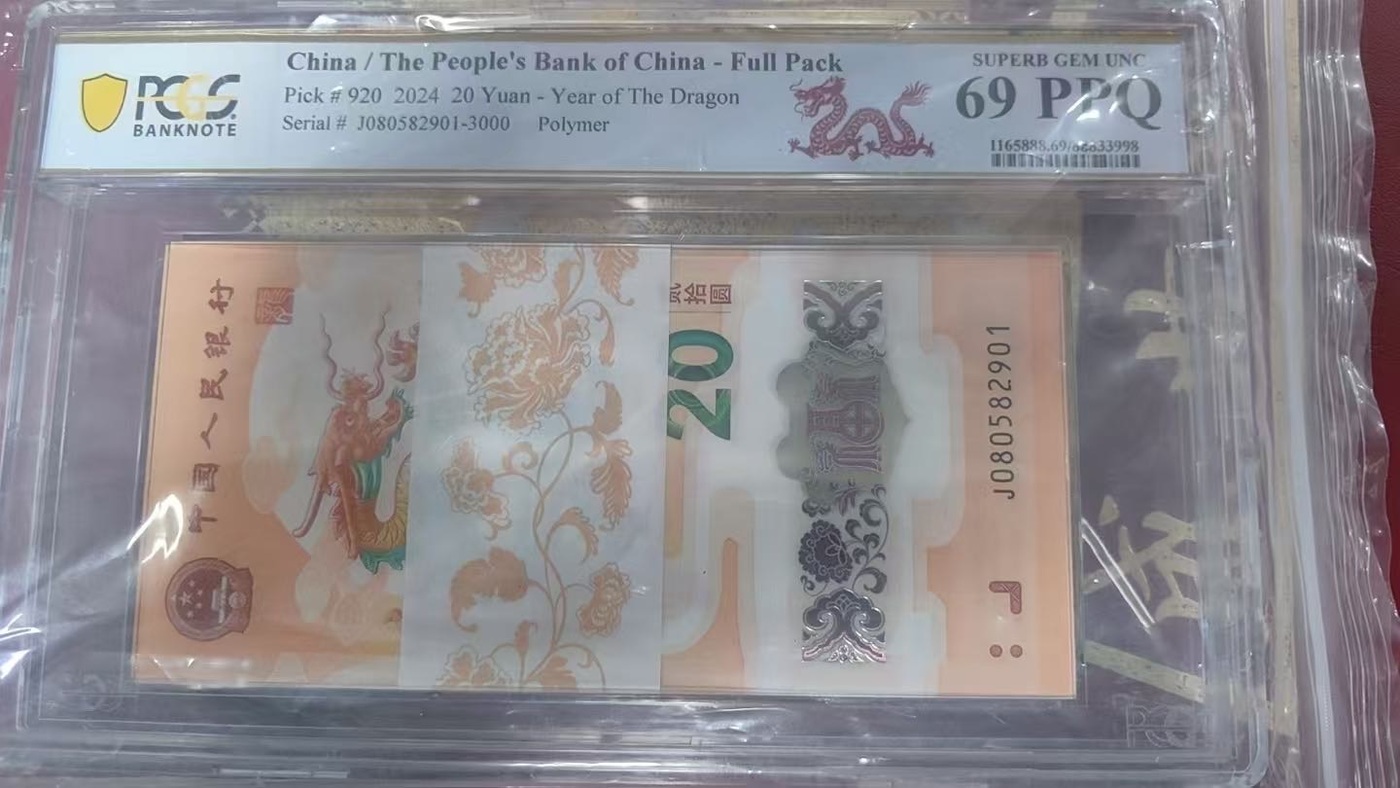 PCGS
BANKNOTE
China / The People's Bank of China - Full Pack
Pick # 920 2024 20 Yuan - Year of The Dragon
Serial # J080582901-3000 Polymer
SUPERB GEM UNC
69 PPQ
中国人民银行
贰拾圆
20
J080582901